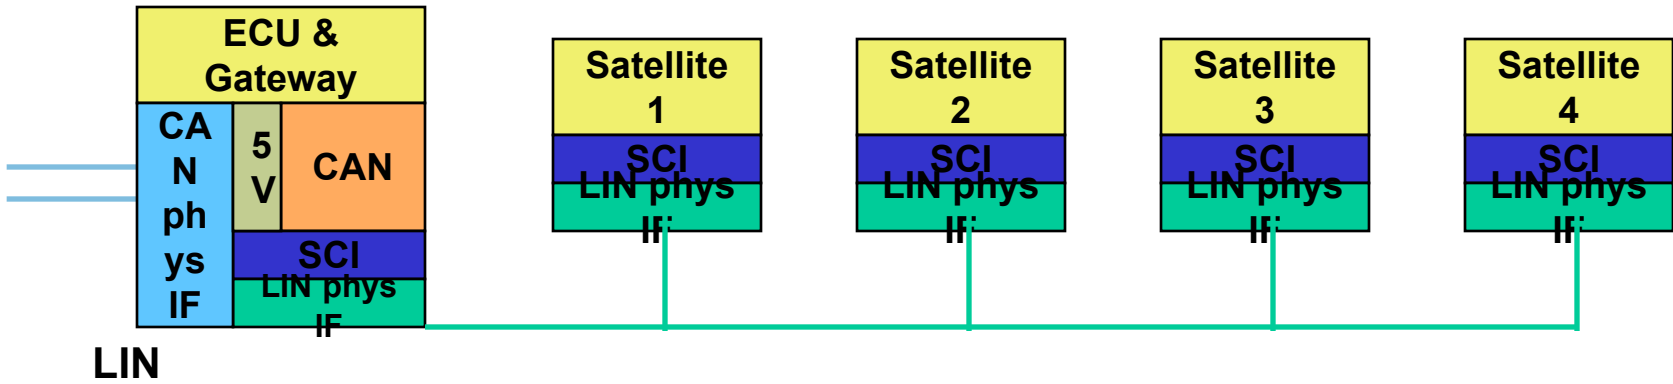 ECU &
Gateway
CA
N
ph
ys
IF
5
V
CAN
SCI
LIN phys
IF
Satellite
1
SCI
LIN phys
IF
Satellite
2
SCI
LIN phys
IF
Satellite
3
SCI
LIN phys
IF
Satellite
4
SCI
LIN phys
IF
LIN